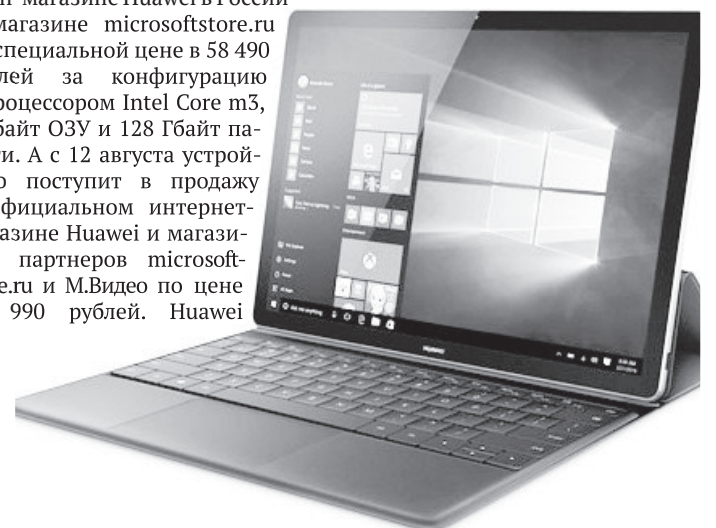 магазине Huawei в России
магазине microsoftstore.ru
специальной цене в 58 490
лей за конфигурацию
роцессором Intel Core m3,
байт ОЗУ и 128 Гбайт па-
ти. А с 12 августа устрой-
о поступит в продажу
фициальном интернет-
азине Huawei и магази-
партнеров microsoft-
e.ru и М.Видео по цене
990 рублей. Huawei
HUAWEI